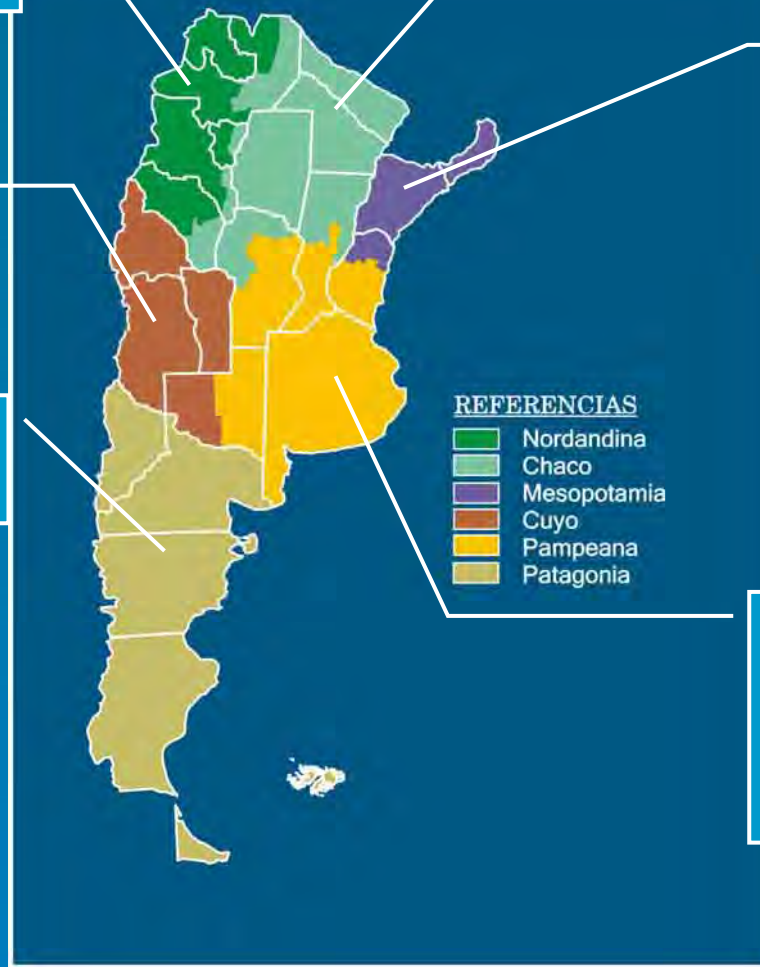 REFERENCIAS
Nordandina
Chaco
Mesopotamia
Cuyo
Pampeana
Patagonia